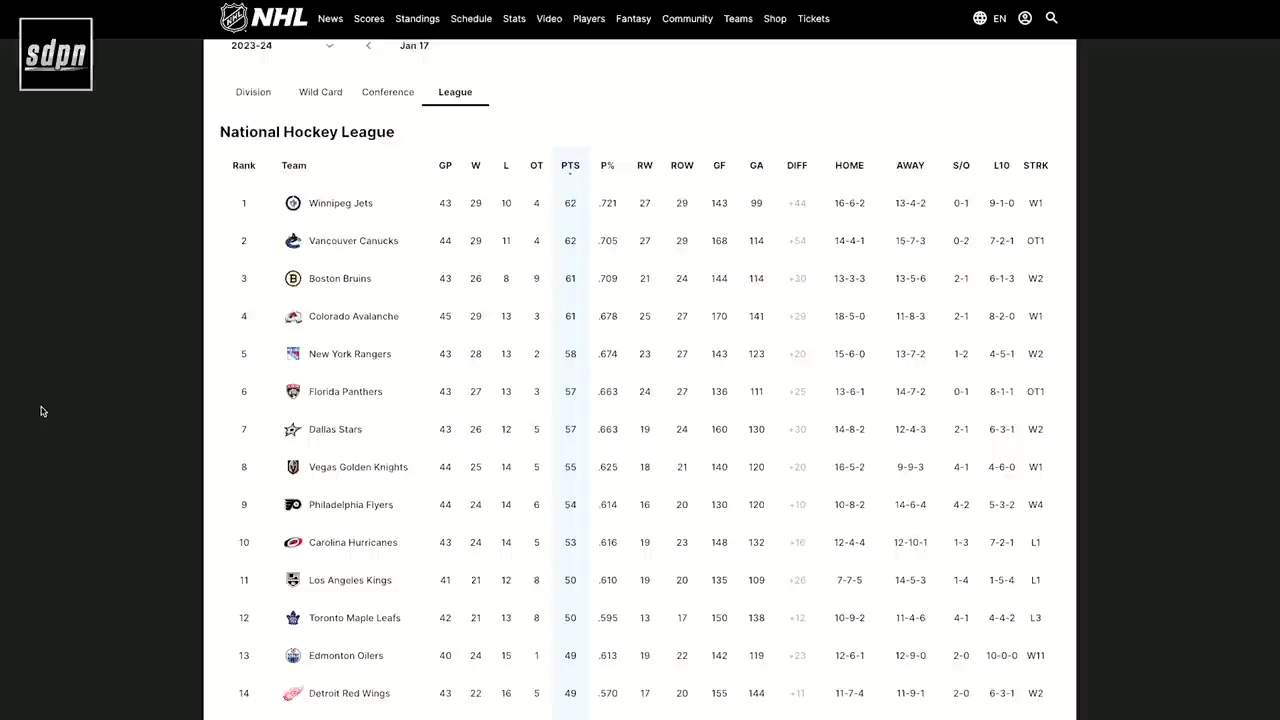 NHL News Scores Standings Schedule Stats Video Players Fantasy Community Teams Shop Tickets EN
sdpn
2023-24 Jan 17
Division Wild Card Conference League
National Hockey League
Rank Team GP W L OT PTS P% RW ROW GF GA DIFF HOME AWAY S/O L10 STRK
1 Winnipeg Jets 43 29 10 4 62 .721 27 29 143 99 +44 16-6-2 13-4-2 0-1 9-1-0 W1
2 Vancouver Canucks 44 29 11 4 62 .705 27 29 168 114 +54 14-4-1 15-7-3 0-2 7-2-1 OT1
3 Boston Bruins 43 26 8 9 61 .709 21 24 144 114 +30 13-3-3 13-5-6 2-1 6-1-3 W2
4 Colorado Avalanche 45 29 13 3 61 .678 25 27 170 141 +29 18-5-0 11-8-3 2-1 8-2-0 W1
5 New York Rangers 43 28 13 2 58 .674 23 27 143 123 +20 15-6-0 13-7-2 1-2 4-5-1 W2
6 Florida Panthers 43 27 13 3 57 .663 24 27 136 111 +25 13-6-1 14-7-2 0-1 8-1-1 OT1
7 Dallas Stars 43 26 12 5 57 .663 19 24 160 130 +30 14-8-2 12-4-3 2-1 6-3-1 W2
8 Vegas Golden Knights 44 25 14 5 55 .625 18 21 140 120 +20 16-5-2 9-9-3 4-1 4-6-0 W1
9 Philadelphia Flyers 44 24 14 6 54 .614 16 20 130 120 +10 10-8-2 14-6-4 4-2 5-3-2 W4
10 Carolina Hurricanes 43 24 14 5 53 .616 19 23 148 132 +16 12-4-4 12-10-1 1-3 7-2-1 L1
11 Los Angeles Kings 41 21 12 8 50 .610 19 20 135 109 +26 7-7-5 14-5-3 1-4 1-5-4 L1
12 Toronto Maple Leafs 42 21 13 8 50 .595 13 17 150 138 +12 10-9-2 11-4-6 4-1 4-4-2 L3
13 Edmonton Oilers 40 24 15 1 49 .613 19 22 142 119 +23 12-6-1 12-9-0 2-0 10-0-0 W11
14 Detroit Red Wings 43 22 16 5 49 .570 17 20 155 144 +11 11-7-4 11-9-1 2-0 6-3-1 W2